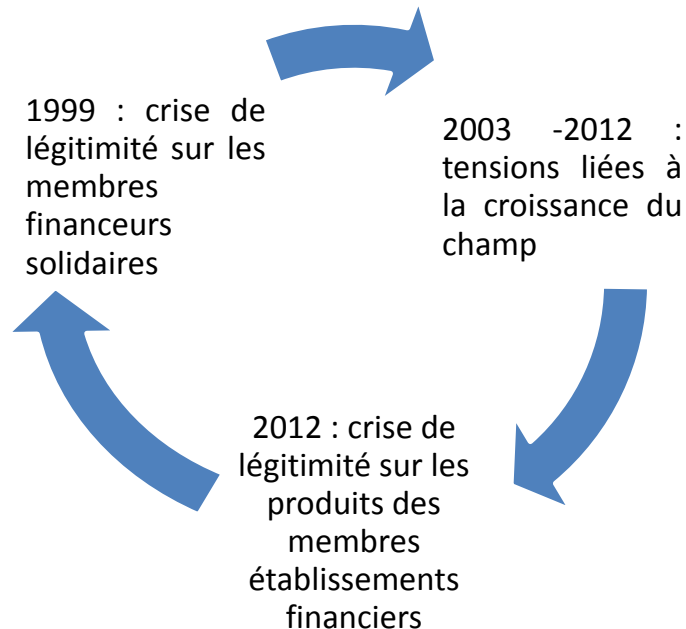 1999 : crise de
légitimité sur les
membres
financeurs
solidaires
2003 -2012 :
tensions liées à
la croissance du
champ
2012 : crise de
légitimité sur les
produits des
membres
établissements
financiers